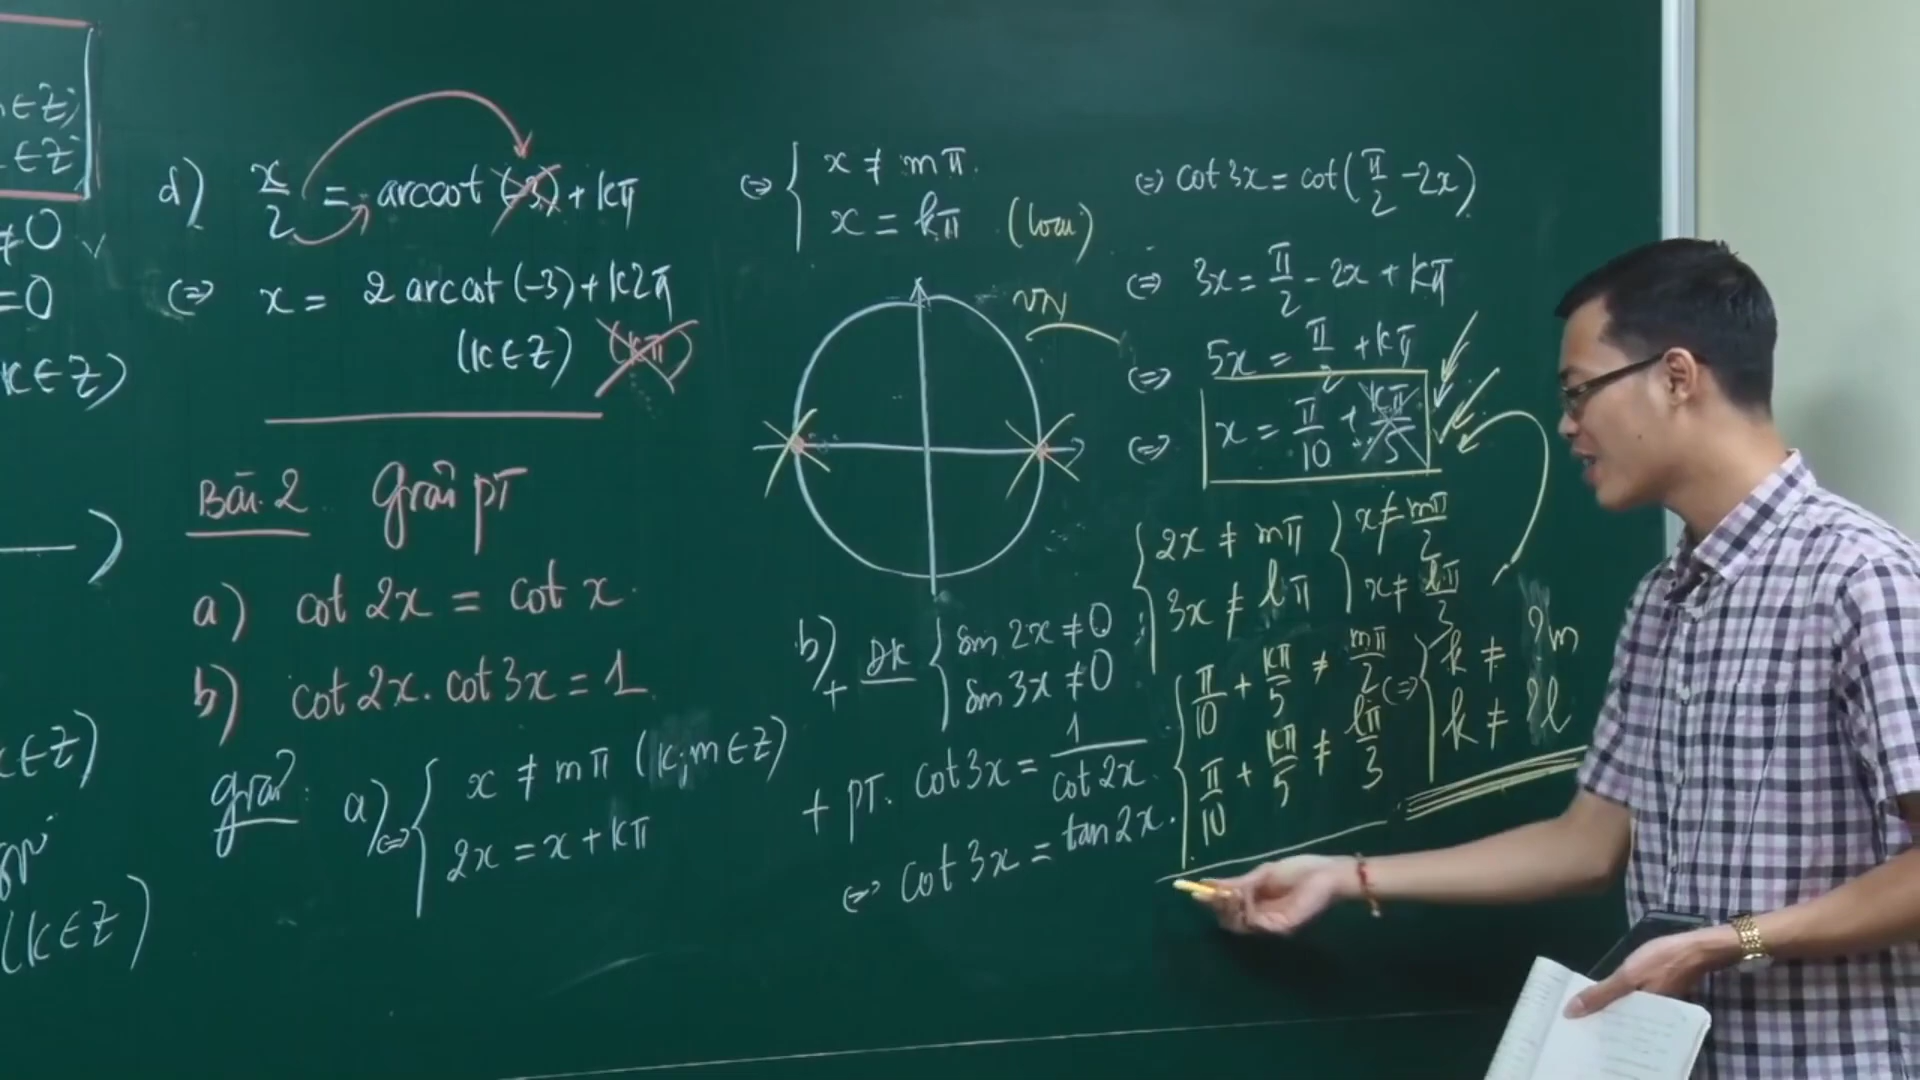 ∈Z)
∈Z
≠0
=0
k∈Z)
)
k∈Z)
(k∈Z)
d) x/2 = arccot (-3) + kπ
⇔ x = 2 arccot (-3) + k2π
(k∈Z) (kπ)
Bài 2 Giải pT
a) cot 2x = cot x.
b) cot 2x. cot 3x = 1
giải: a) ⇔ { x ≠ mπ (k;m∈Z)
2x = x + kπ
⇔ { x ≠ mπ.
x = kπ (loại)
VN
b)
+ ĐK { sin 2x ≠ 0
sin 3x ≠ 0
+ PT. cot 3x = 1/cot 2x
⇔ cot 3x = tan 2x.
⇔ cot 3x = cot (π/2 - 2x)
⇔ 3x = π/2 - 2x + kπ
⇔ 5x = π/2 + kπ
⇔ x = π/10 + kπ/5
{ 2x ≠ mπ { x ≠ mπ/2
3x ≠ lπ x ≠ lπ/3
{ π/10 + kπ/5 ≠ mπ/2 ⇔ { k ≠ ?m
π/10 + kπ/5 ≠ lπ/3 k ≠ ?l